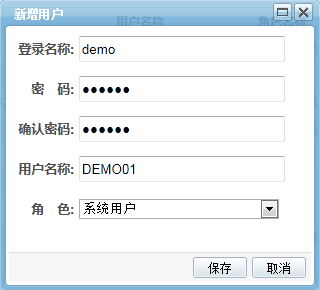 新增用户
登录名称: demo
密 码: ●●●●●●
确认密码: ●●●●●●
用户名称: DEMO01
角 色: 系统用户
保存 取消